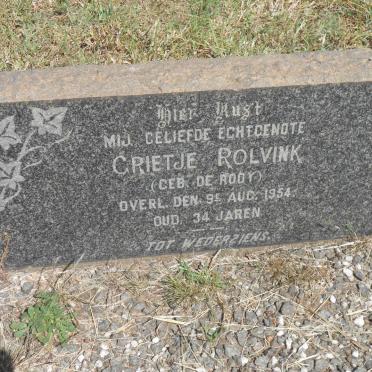 Hier Rust
MIJ. GELIEFDE ECHTGENOTE
GRIETJE ROLVINK
(GEB. DE ROOY)
OVERL. DEN 9E AUG. 1954.
OUD. 34 JAREN
TOT WEDERZIENS.